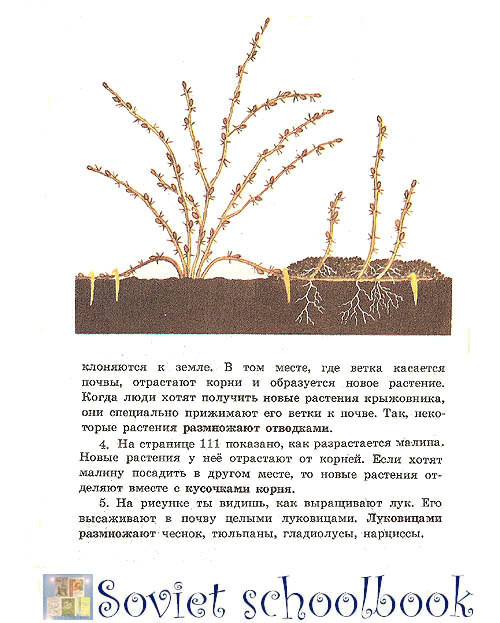 клоняются к земле. В том месте, где ветка касается
почвы, отрастают корни и образуется новое растение.
Когда люди хотят получить новые растения крыжовника,
они специально прижимают его ветки к почве. Так, неко-
торые растения размножают отводками.
4. На странице 111 показано, как разрастается малина.
Новые растения у неё отрастают от корней. Если хотят
малину посадить в другом месте, то новые растения от-
деляют вместе с кусочками корня.
5. На рисунке ты видишь, как выращивают лук. Его
высаживают в почву целыми луковицами. Луковицами
размножают чеснок, тюльпаны, гладиолусы, нарциссы.
Soviet schoolbook